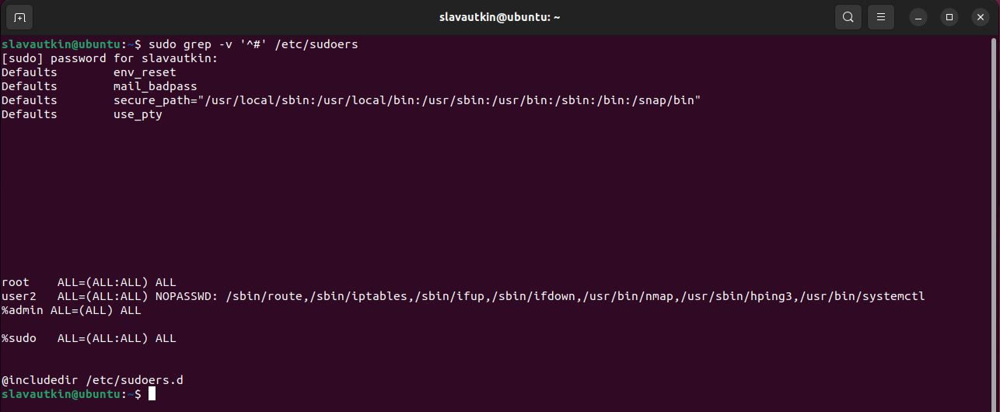 slavautkin@ubuntu: ~
slavautkin@ubuntu:~$ sudo grep -v '^#' /etc/sudoers
[sudo] password for slavautkin:
Defaults        env_reset
Defaults        mail_badpass
Defaults        secure_path="/usr/local/sbin:/usr/local/bin:/usr/sbin:/usr/bin:/sbin:/bin:/snap/bin"
Defaults        use_pty
root    ALL=(ALL:ALL) ALL
user2   ALL=(ALL:ALL) NOPASSWD: /sbin/route,/sbin/iptables,/sbin/ifup,/sbin/ifdown,/usr/bin/nmap,/usr/sbin/hping3,/usr/bin/systemctl
%admin ALL=(ALL) ALL
%sudo   ALL=(ALL:ALL) ALL
@includedir /etc/sudoers.d
slavautkin@ubuntu:~$